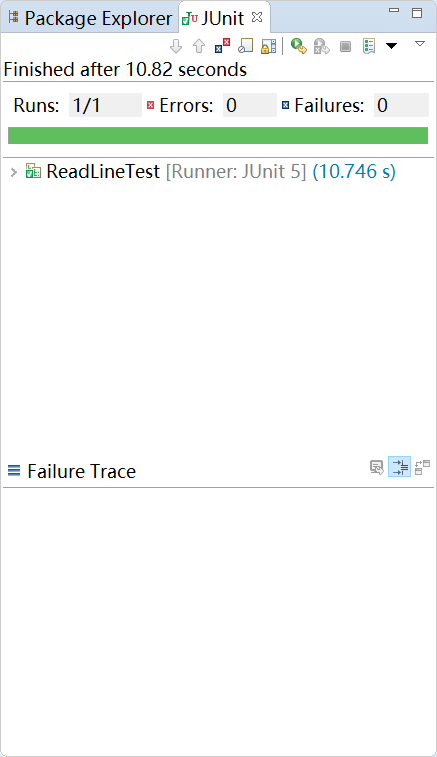 Package Explorer JUnit
Finished after 10.82 seconds
Runs: 1/1 Errors: 0 Failures: 0
ReadLineTest [Runner: JUnit 5] (10.746 s)
Failure Trace